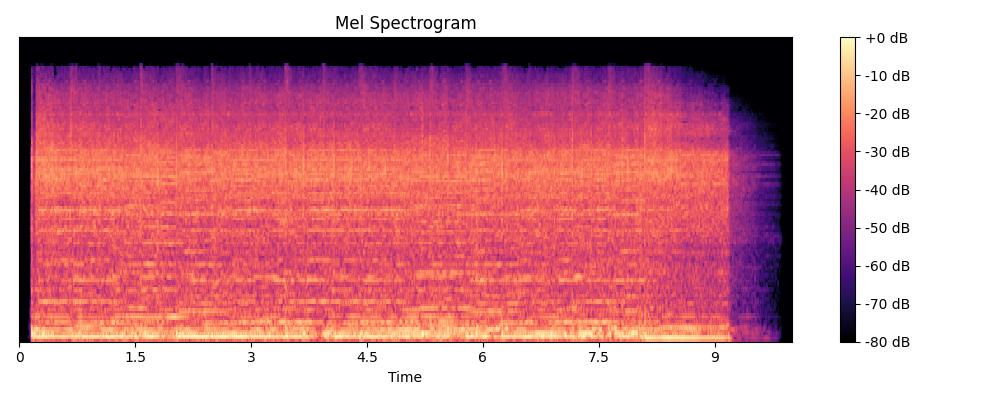 Mel Spectrogram
+0 dB
-10 dB
-20 dB
-30 dB
-40 dB
-50 dB
-60 dB
-70 dB
-80 dB
0 1.5 3 4.5 6 7.5 9
Time